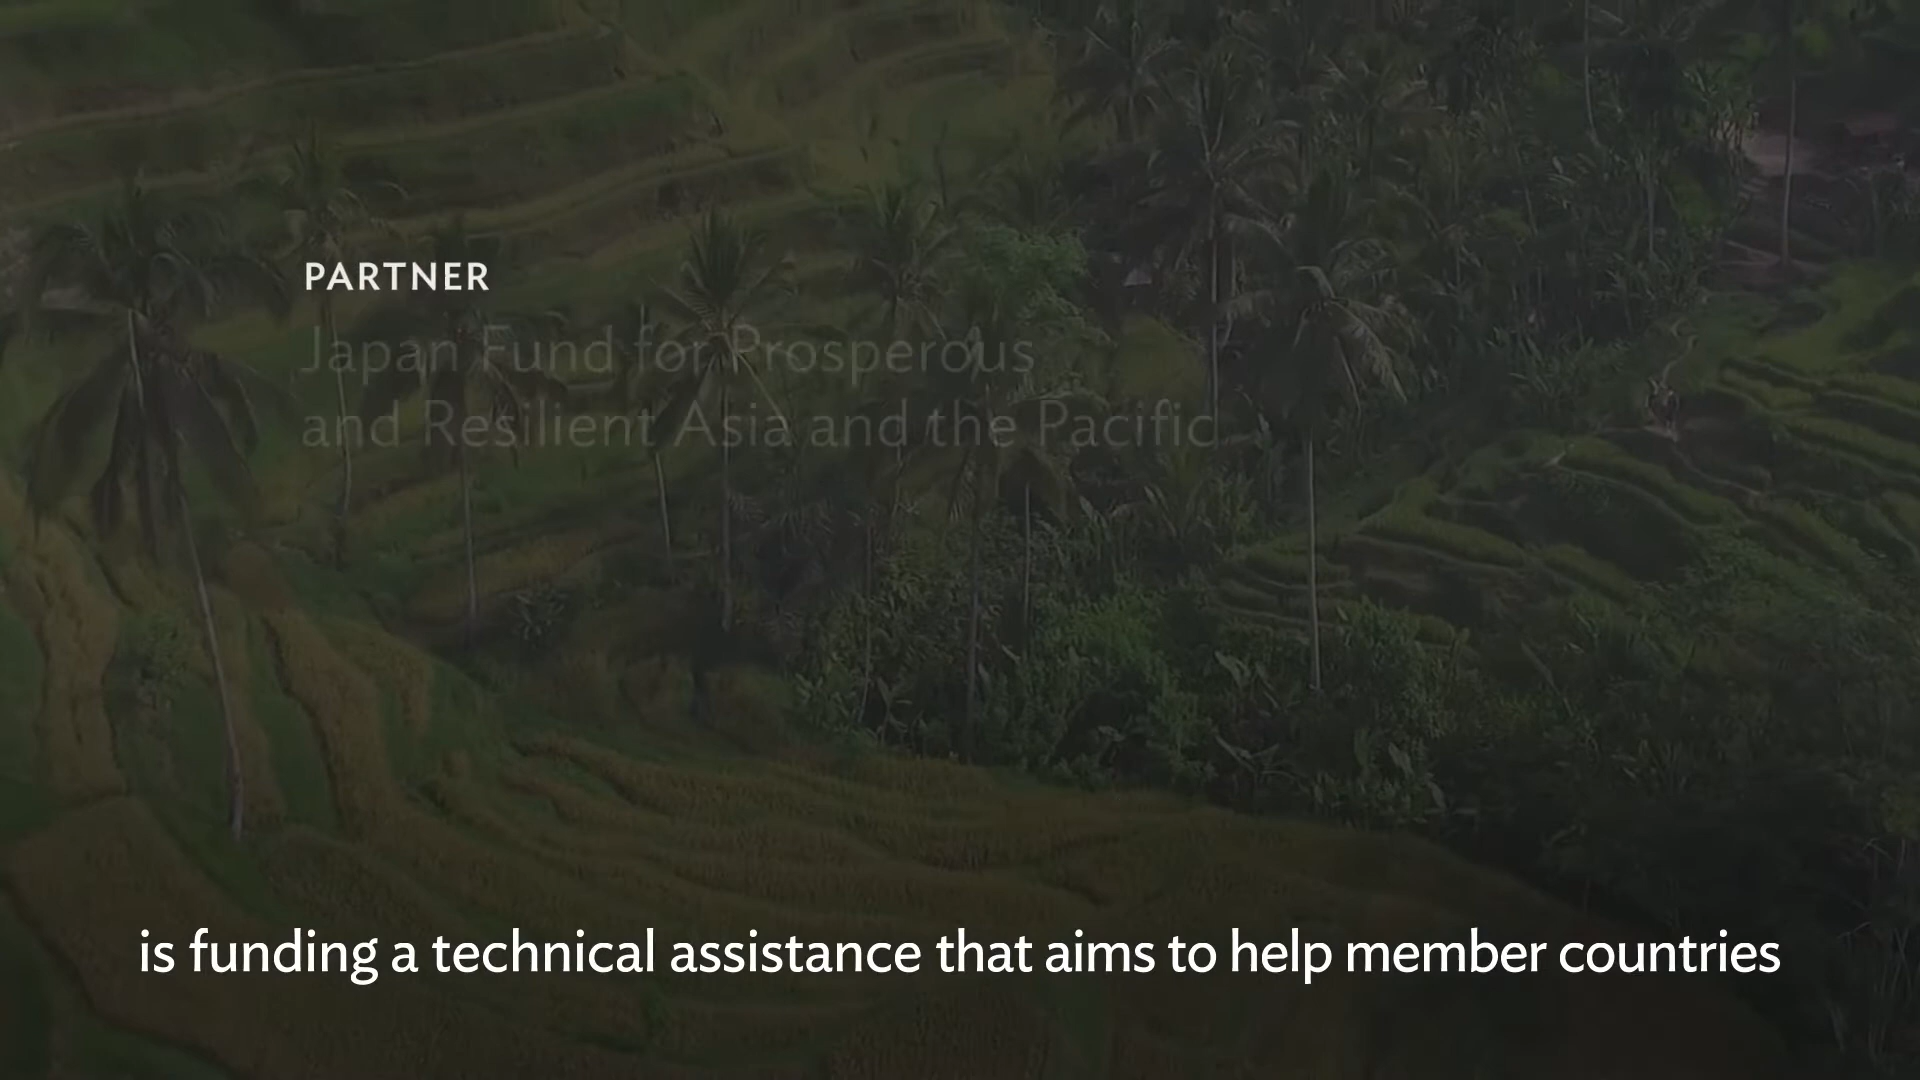 PARTNER
Japan Fund for Prosperous
and Resilient Asia and the Pacific
is funding a technical assistance that aims to help member countries